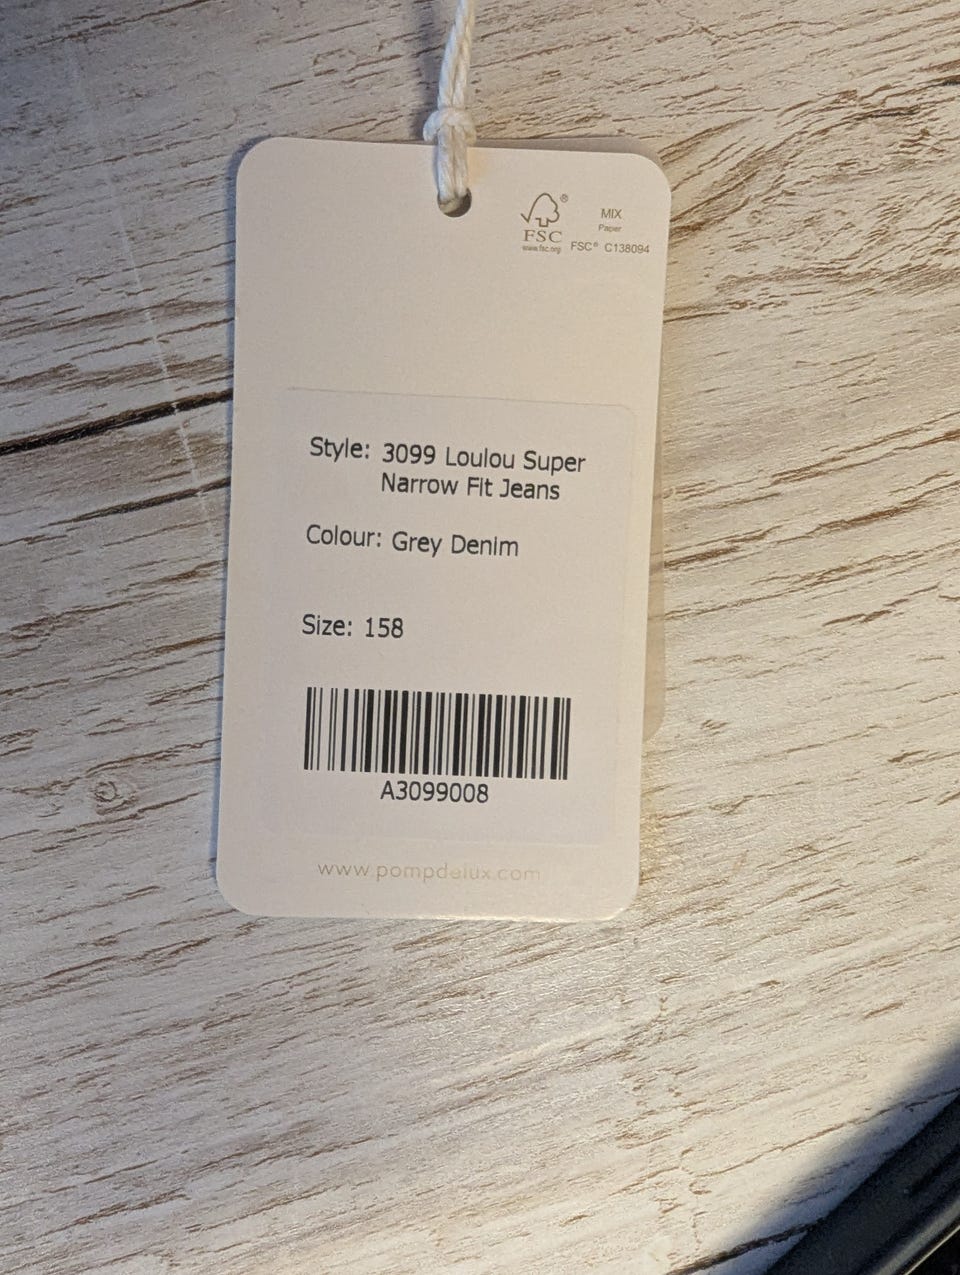 FSC®
www.fsc.org
MIX
Paper
FSC® C138094
Style: 3099 Loulou Super
Narrow Fit Jeans
Colour: Grey Denim
Size: 158
A3099008
www.pompdelux.com